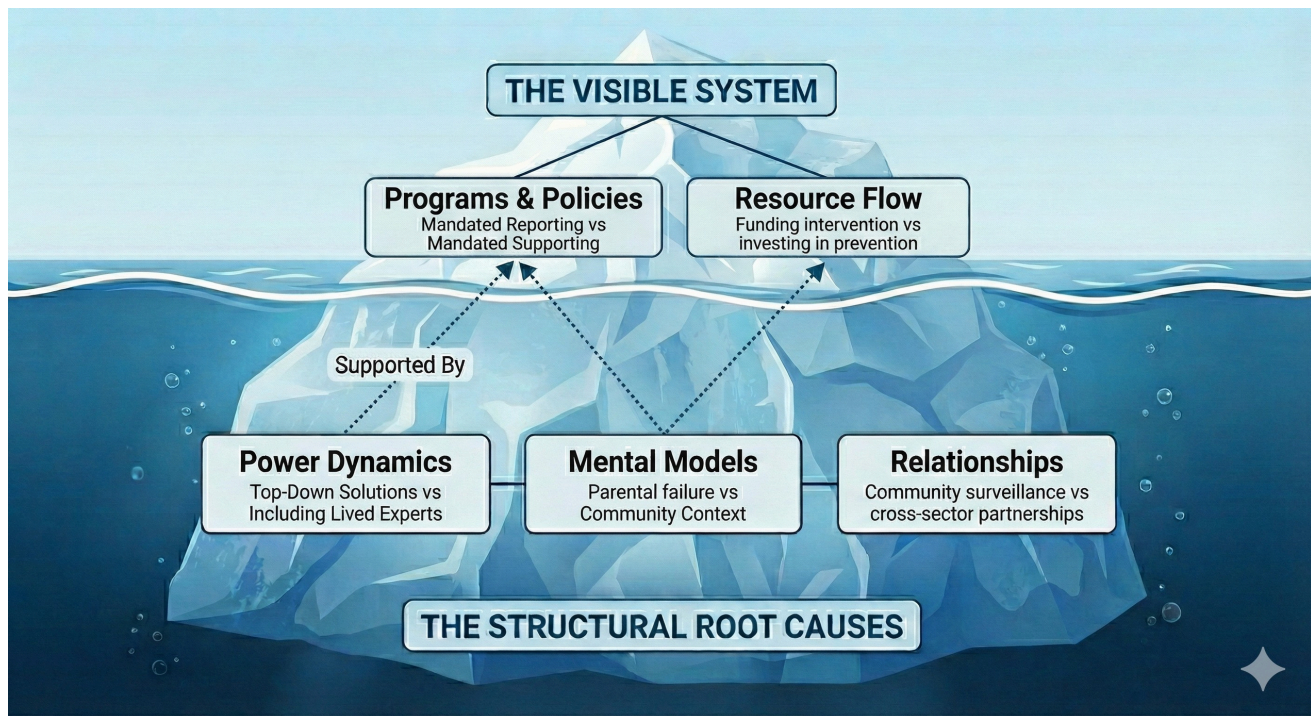 THE VISIBLE SYSTEM
Programs & Policies
Mandated Reporting vs
Mandated Supporting
Resource Flow
Funding intervention vs
investing in prevention
Supported By
Power Dynamics
Top-Down Solutions vs
Including Lived Experts
Mental Models
Parental failure vs
Community Context
Relationships
Community surveillance vs
cross-sector partnerships
THE STRUCTURAL ROOT CAUSES